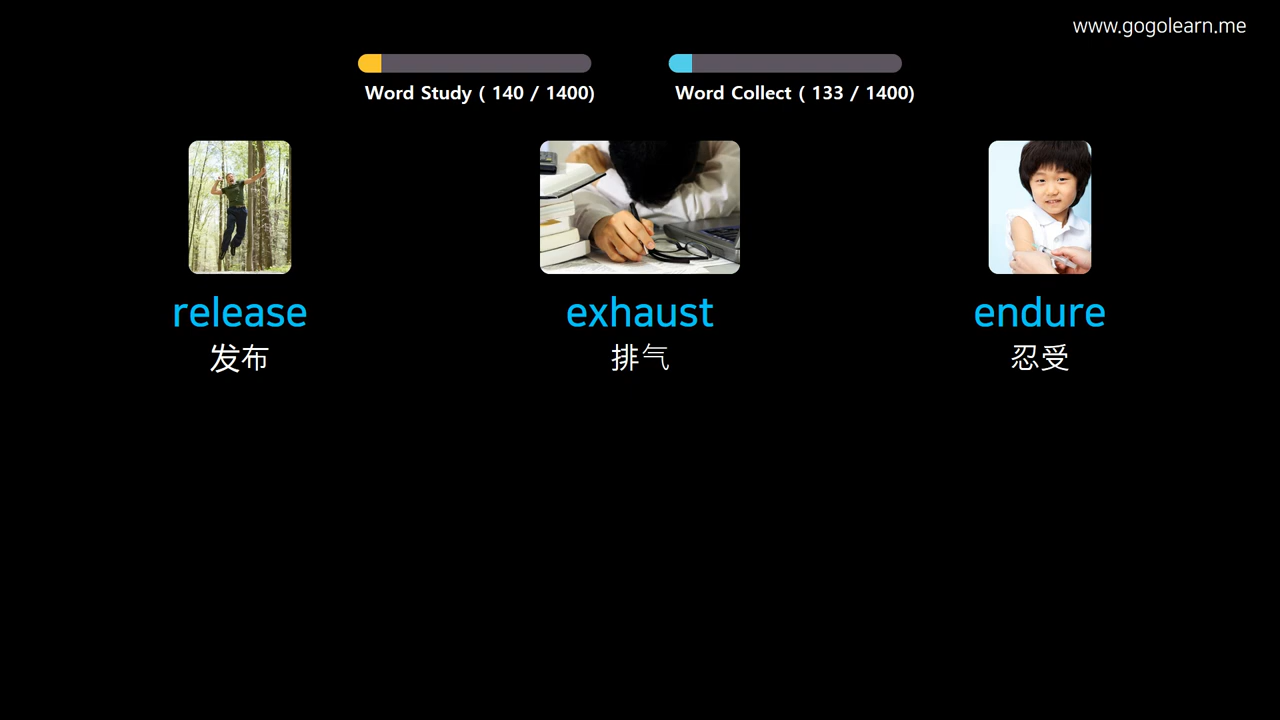 www.gogolearn.me
Word Study ( 140 / 1400)
Word Collect ( 133 / 1400)
release
发布
exhaust
排气
endure
忍受